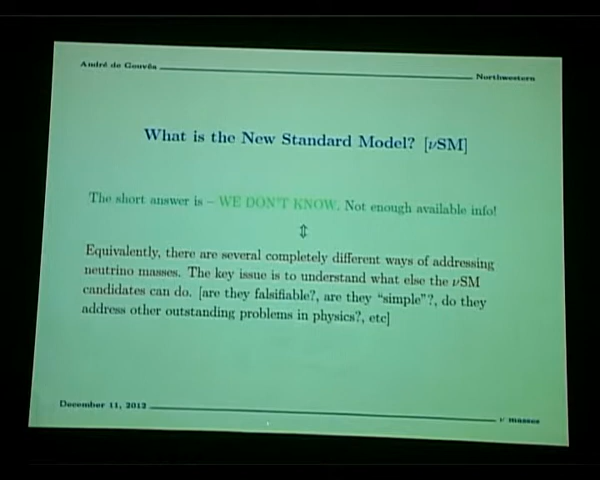 André de Gouvêa
Northwestern
What is the New Standard Model? [νSM]
The short answer is – WE DON'T KNOW. Not enough available info!
⇕
Equivalently, there are several completely different ways of addressing
neutrino masses. The key issue is to understand what else the νSM
candidates can do. [are they falsifiable?, are they “simple”?, do they
address other outstanding problems in physics?, etc]
December 11, 2012
ν masses